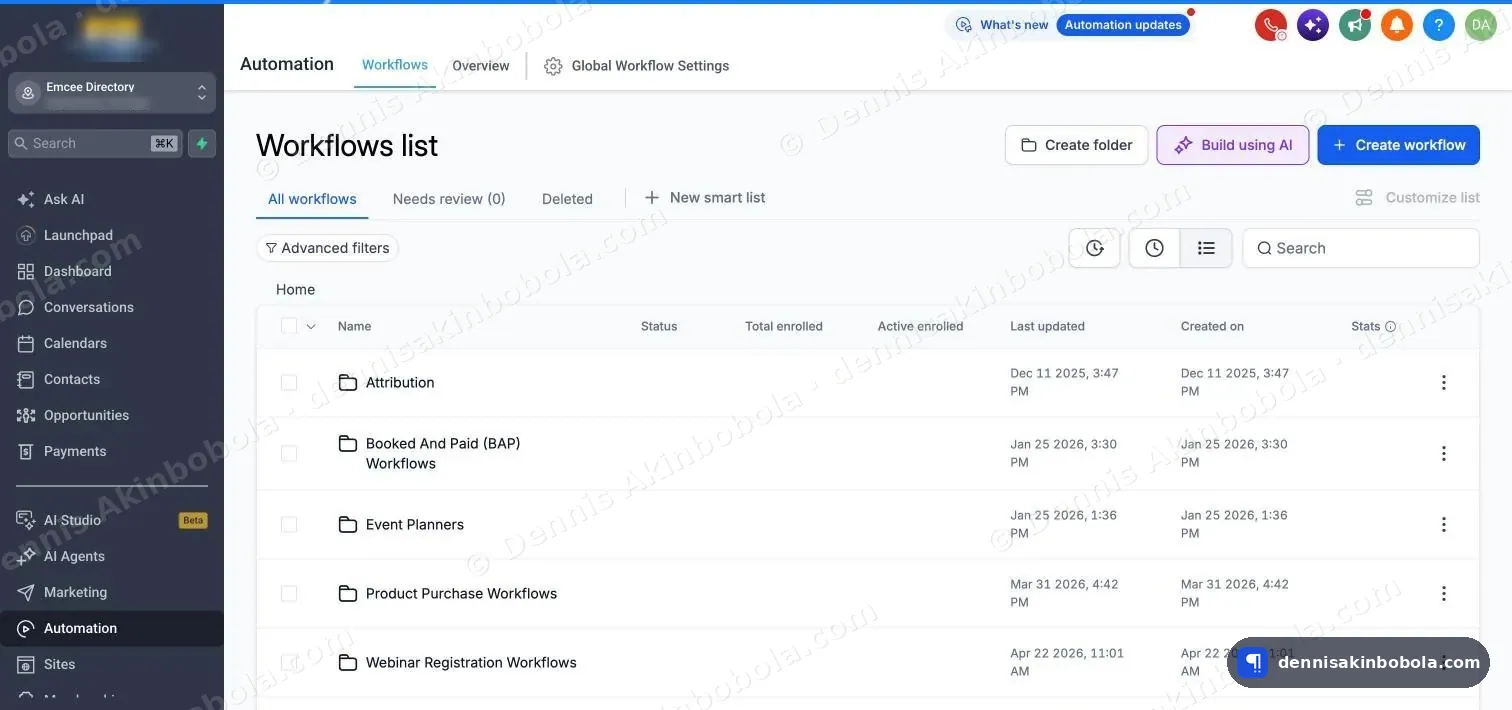 What's new
Automation updates
DA
Automation
Workflows
Overview
Global Workflow Settings
Emcee Directory
Search
⌘K
Ask AI
Launchpad
Dashboard
Conversations
Calendars
Contacts
Opportunities
Payments
AI Studio
Beta
AI Agents
Marketing
Automation
Sites
Workflows list
Create folder
Build using AI
+ Create workflow
All workflows
Needs review (0)
Deleted
+ New smart list
Customize list
Advanced filters
Search
Home
Name Status Total enrolled Active enrolled Last updated Created on Stats
Attribution Dec 11 2025, 3:47 Dec 11 2025, 3:47
PM PM
Booked And Paid (BAP) Jan 25 2026, 3:30 Jan 25 2026, 3:30
Workflows PM PM
Event Planners Jan 25 2026, 1:36 Jan 25 2026, 1:36
PM PM
Product Purchase Workflows Mar 31 2026, 4:42 Mar 31 2026, 4:42
PM PM
Webinar Registration Workflows Apr 22 2026, 11:01 Apr 22
AM AM
dennisakinbobola.com
© Dennis Akinbobola · dennisakinbobola.com